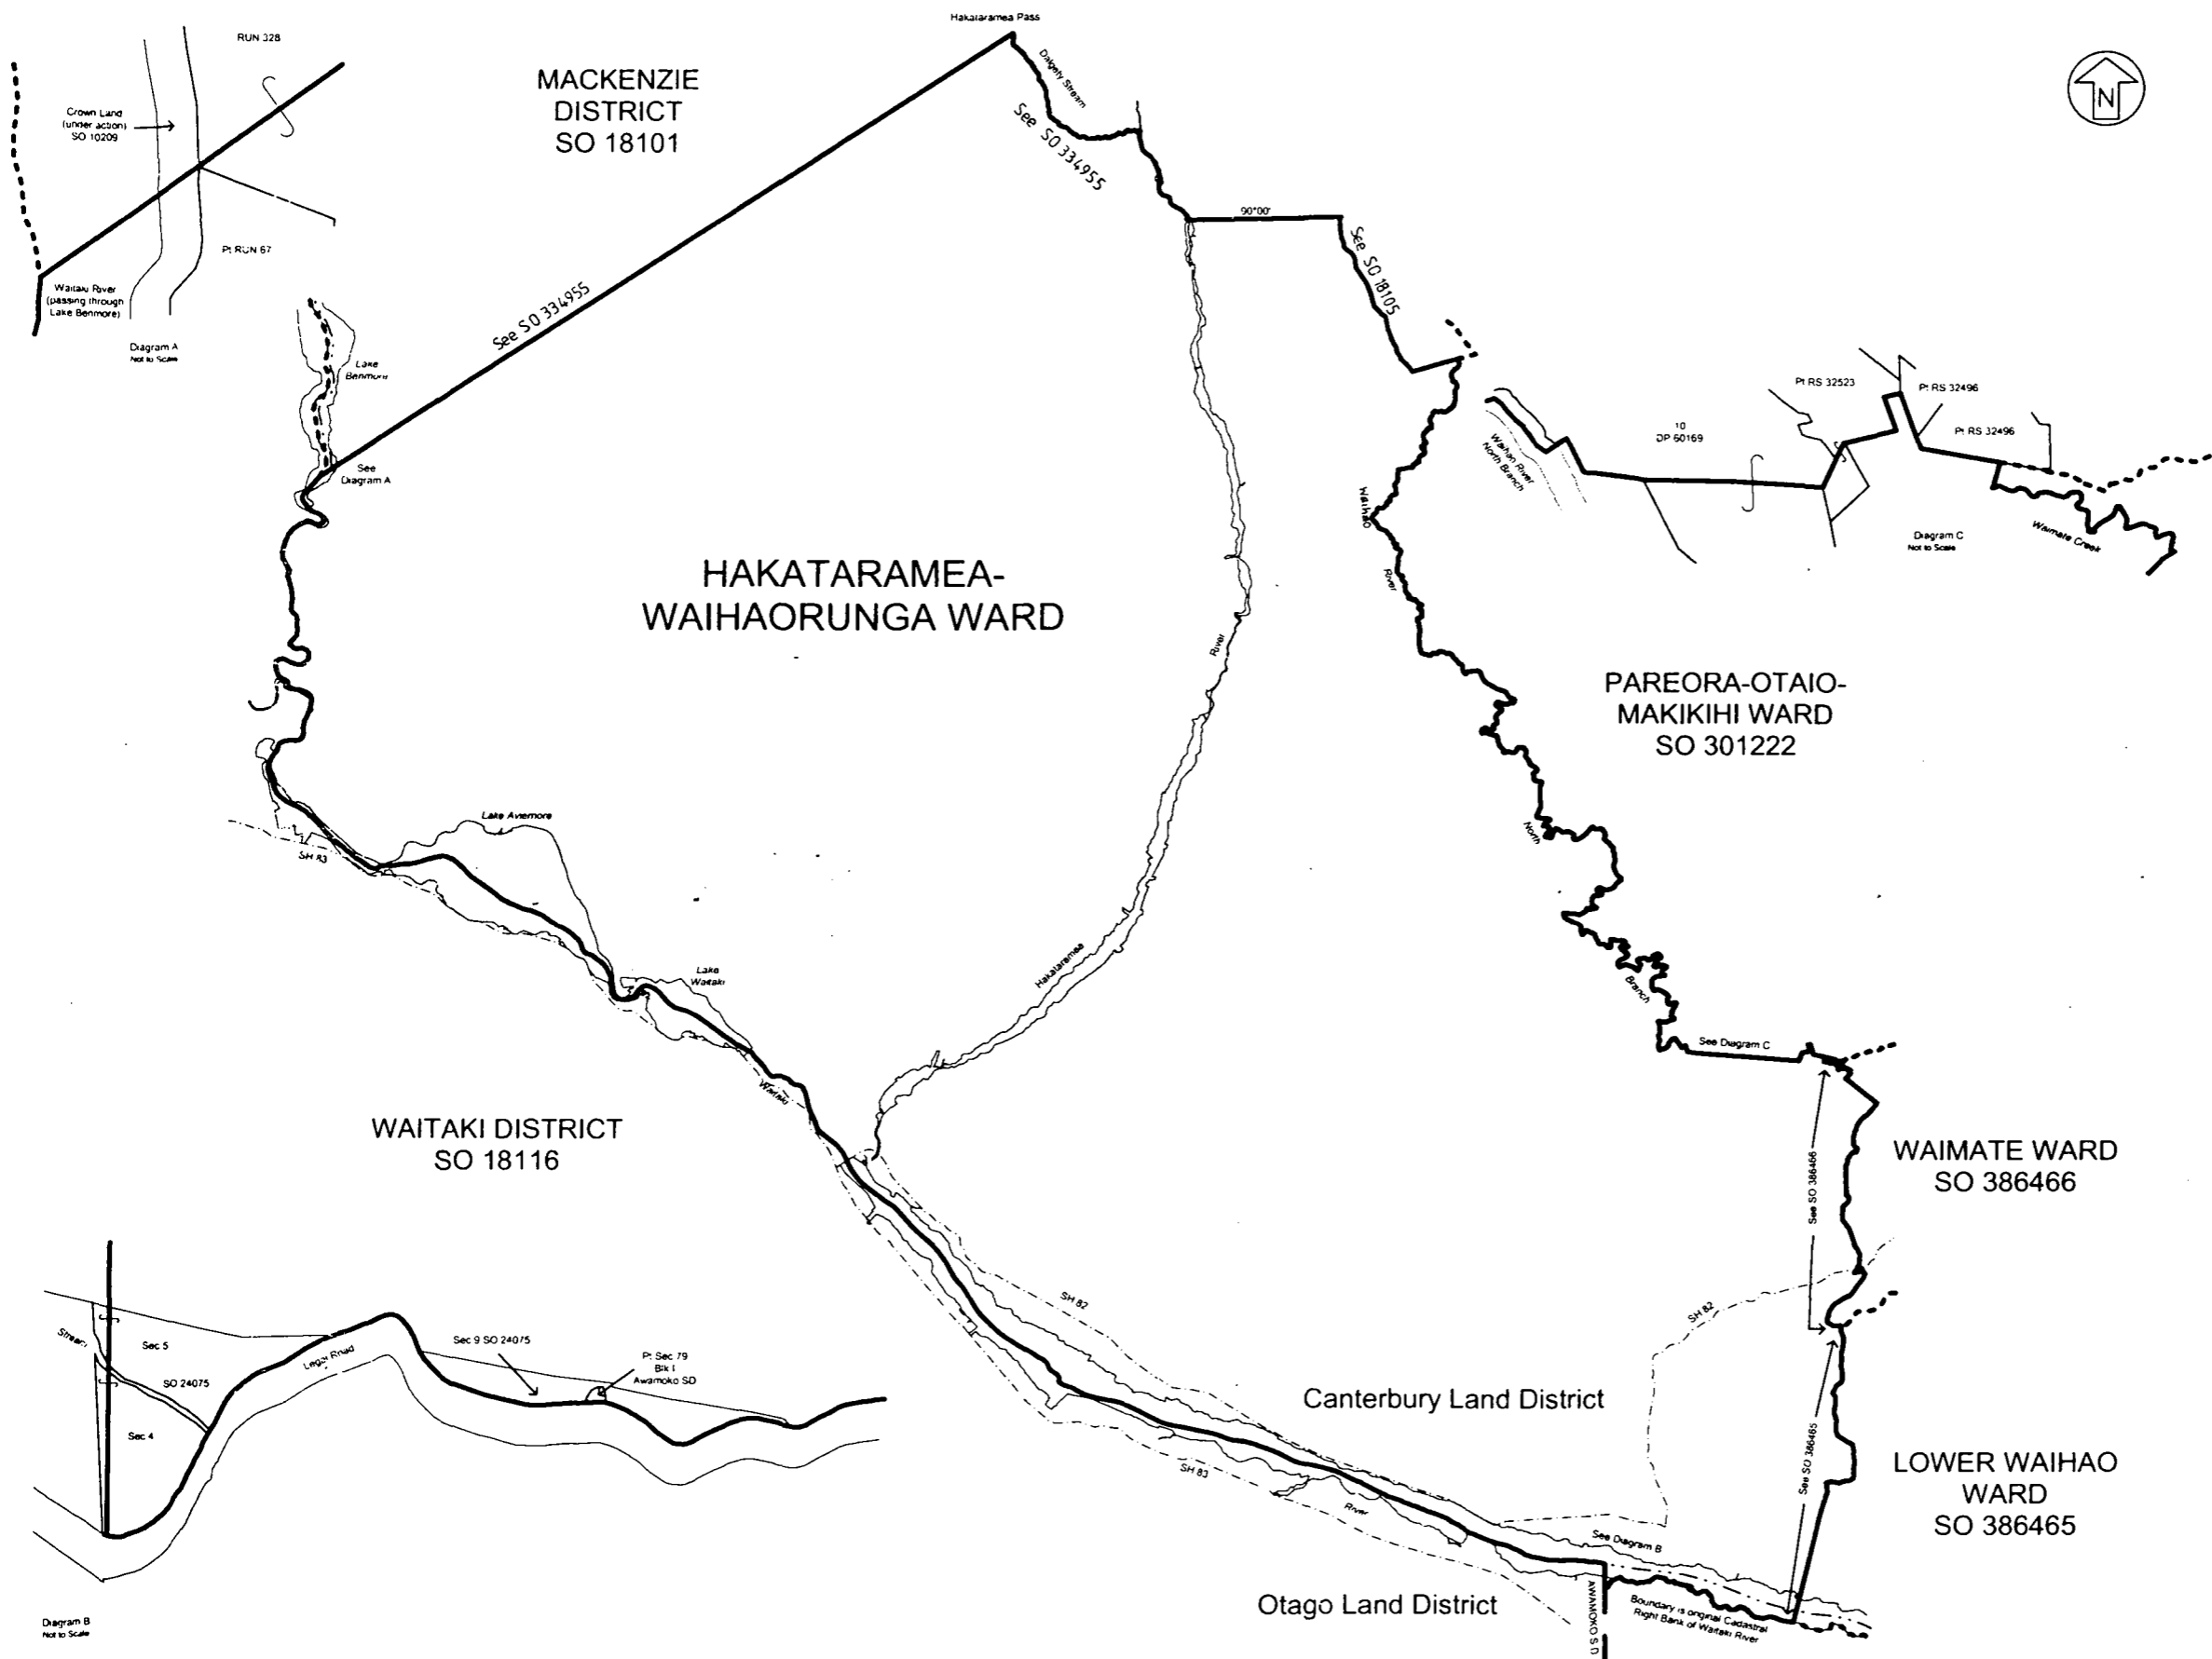 Hakataramea Pass
RUN 328
MACKENZIE
DISTRICT
SO 18101
Dalgety Stream
See SO 334955
N
Crown Land
(under action)
SO 10209
Pt RUN 67
Waitaki River
(passing through
Lake Benmore)
Diagram A
Not to Scale
See SO 334955
Lake
Benmore
See
Diagram A
90°00'
See SO 18105
Pt RS 32523
Pt RS 32496
Pt RS 32496
10
DP 60169
Waihao River
North Branch
Waimate Creek
Diagram C
Not to Scale
HAKATARAMEA-
WAIHAORUNGA WARD
Waihao
River
North
Branch
River
Hakataramea
PAREORA-OTAIO-
MAKIKIHI WARD
SO 301222
Lake Aviemore
SH 83
Lake
Waitaki
Waitaki
See Diagram C
WAITAKI DISTRICT
SO 18116
WAIMATE WARD
SO 386466
See SO 386466
SH 82
SH 82
Stream
Sec 5
SO 24075
Sec 4
Legal Road
Sec 9 SO 24075
Pt Sec 79
Blk I
Awamoko SD
Diagram B
Not to Scale
Canterbury Land District
See SO 386465
LOWER WAIHAO
WARD
SO 386465
SH 83
River
See Diagram B
Otago Land District
AWAMOKO S D
Boundary is original Cadastral
Right Bank of Waitaki River